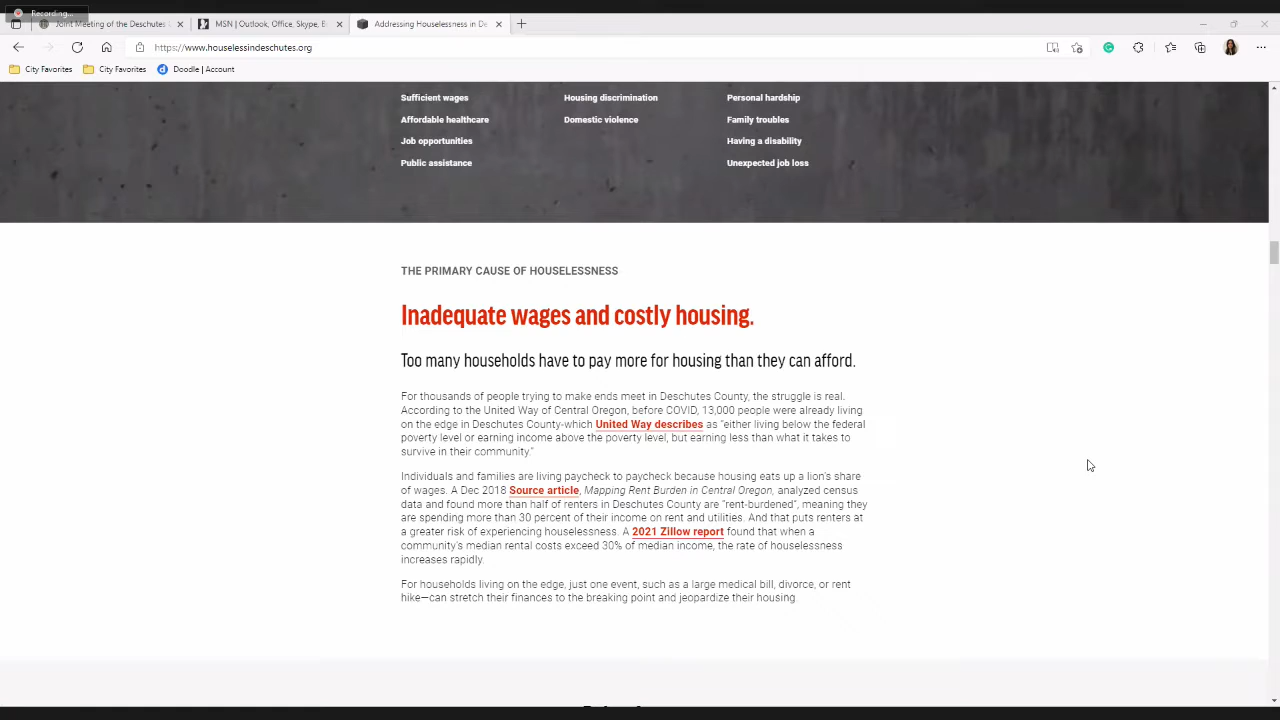 Recording...
Joint Meeting of the Deschutes
MSN | Outlook, Office, Skype, B
Addressing Houselessness in De
https://www.houselessindeschutes.org
City Favorites
City Favorites
Doodle | Account
Sufficient wages
Housing discrimination
Personal hardship
Affordable healthcare
Domestic violence
Family troubles
Job opportunities
Having a disability
Public assistance
Unexpected job loss
THE PRIMARY CAUSE OF HOUSELESSNESS
Inadequate wages and costly housing.
Too many households have to pay more for housing than they can afford.
For thousands of people trying to make ends meet in Deschutes County, the struggle is real.
According to the United Way of Central Oregon, before COVID, 13,000 people were already living
on the edge in Deschutes County-which United Way describes as “either living below the federal
poverty level or earning income above the poverty level, but earning less than what it takes to
survive in their community.”
Individuals and families are living paycheck to paycheck because housing eats up a lion’s share
of wages. A Dec 2018 Source article, Mapping Rent Burden in Central Oregon, analyzed census
data and found more than half of renters in Deschutes County are “rent-burdened”, meaning they
are spending more than 30 percent of their income on rent and utilities. And that puts renters at
a greater risk of experiencing houselessness. A 2021 Zillow report found that when a
community’s median rental costs exceed 30% of median income, the rate of houselessness
increases rapidly.
For households living on the edge, just one event, such as a large medical bill, divorce, or rent
hike—can stretch their finances to the breaking point and jeopardize their housing